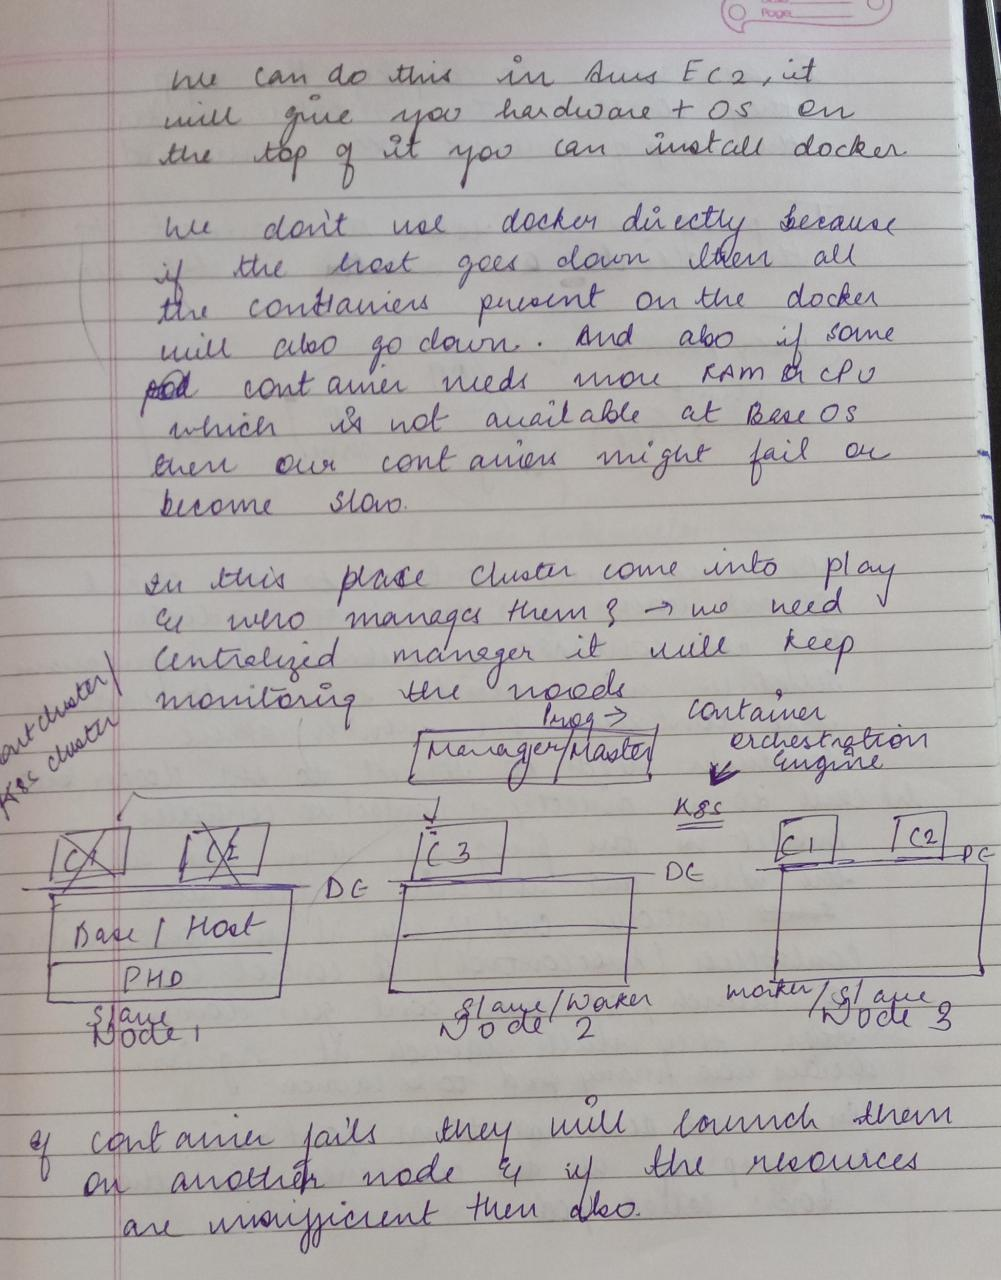 Page
we can do this in Aws EC2, it
will give you hardware + OS on
the top of it you can install docker
we don't use docker directly because
if the host goes down then all
the containers present on the docker
will also go down. And also if some
container needs more RAM or CPU
which is not available at Base OS
then our containers might fail or
become slow.
In this place cluster come into play
& who manages them? → we need
Centralized manager it will keep
monitoring the noods
cluster/
K8s cluster
Prog → container
Manager/Master orchestration
Engine
K8s
C1 C2 C3 C1 C2
DE DE DE
Base / Host
PHD
Slave Slave/Worker worker/Slave
Node 1 Node 2 Node 3
If container fails they will launch them
on another node & if the resources
are insufficient then also.